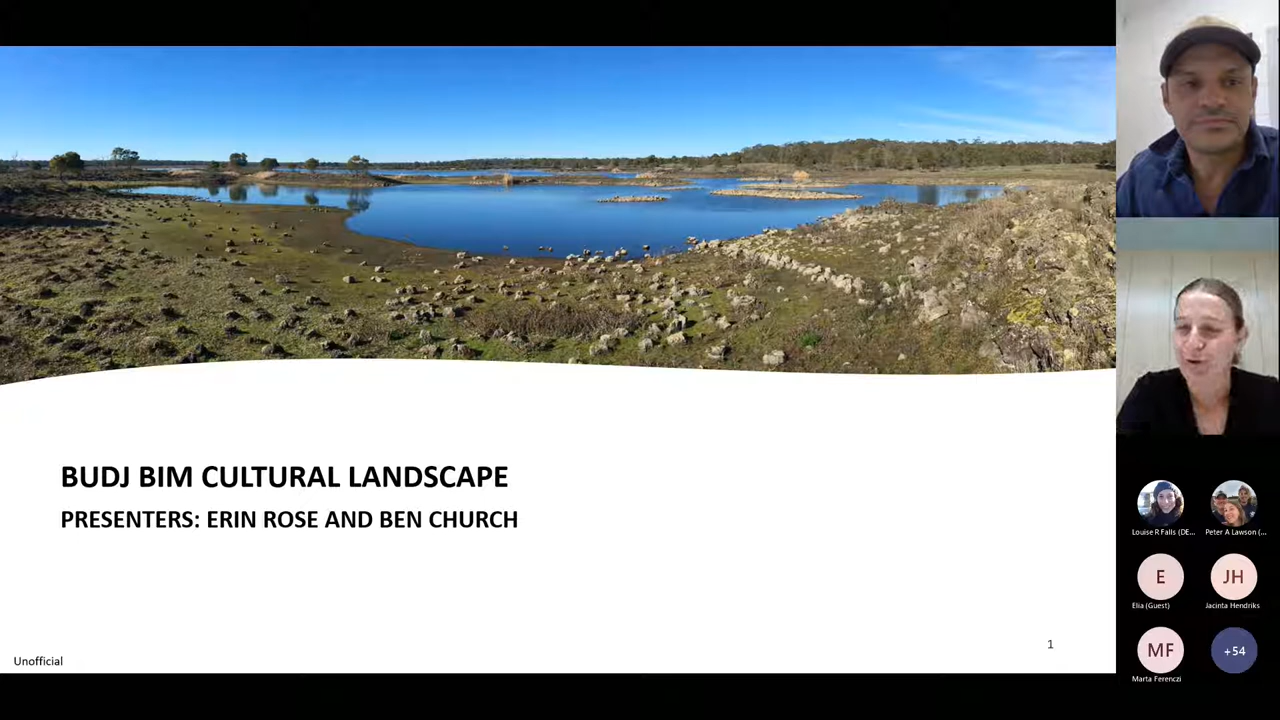 BUDJ BIM CULTURAL LANDSCAPE
PRESENTERS: ERIN ROSE AND BEN CHURCH
1
Unofficial
Louise R Falls (DE...
Peter A Lawson (...
E
JH
Elia (Guest)
Jacinta Hendriks
MF
+54
Marta Ferenczi